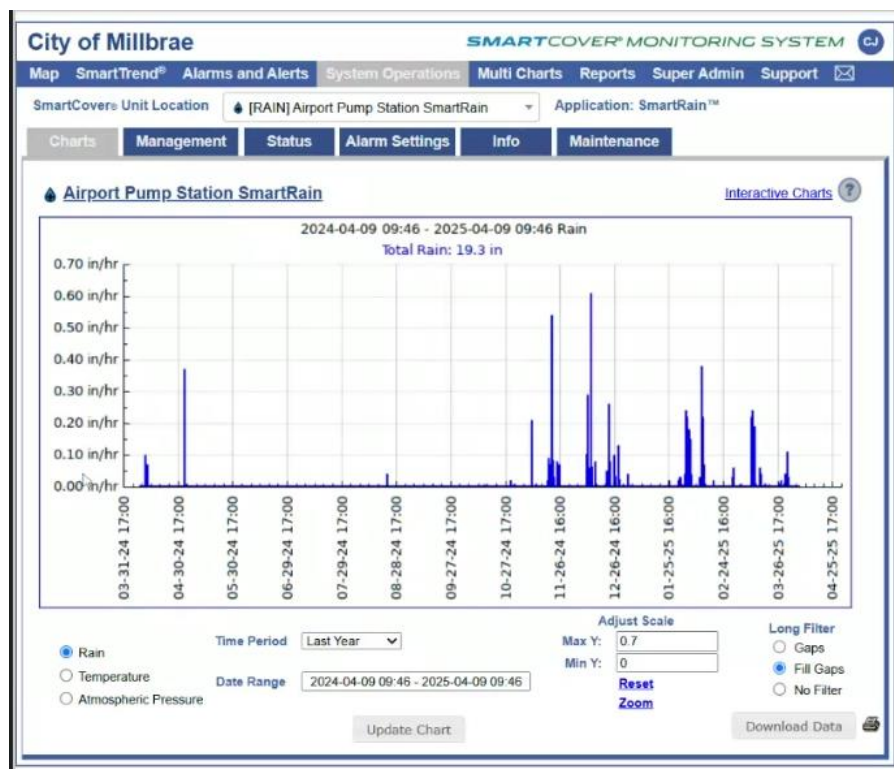 City of Millbrae
SMARTCOVER® MONITORING SYSTEM
CJ
Map SmartTrend® Alarms and Alerts System Operations Multi Charts Reports Super Admin Support
SmartCover® Unit Location [RAIN] Airport Pump Station SmartRain Application: SmartRain™
Charts Management Status Alarm Settings Info Maintenance
Airport Pump Station SmartRain
Interactive Charts ?
2024-04-09 09:46 - 2025-04-09 09:46 Rain
Total Rain: 19.3 in
0.70 in/hr
0.60 in/hr
0.50 in/hr
0.40 in/hr
0.30 in/hr
0.20 in/hr
0.10 in/hr
0.00 in/hr
03-31-24 17:00
04-30-24 17:00
05-30-24 17:00
06-29-24 17:00
07-29-24 17:00
08-28-24 17:00
09-27-24 17:00
10-27-24 17:00
11-26-24 16:00
12-26-24 16:00
01-25-25 16:00
02-24-25 16:00
03-26-25 17:00
04-25-25 17:00
Rain
Temperature
Atmospheric Pressure
Time Period Last Year
Date Range 2024-04-09 09:46 - 2025-04-09 09:46
Update Chart
Adjust Scale
Max Y: 0.7
Min Y: 0
Reset
Zoom
Long Filter
Gaps
Fill Gaps
No Filter
Download Data